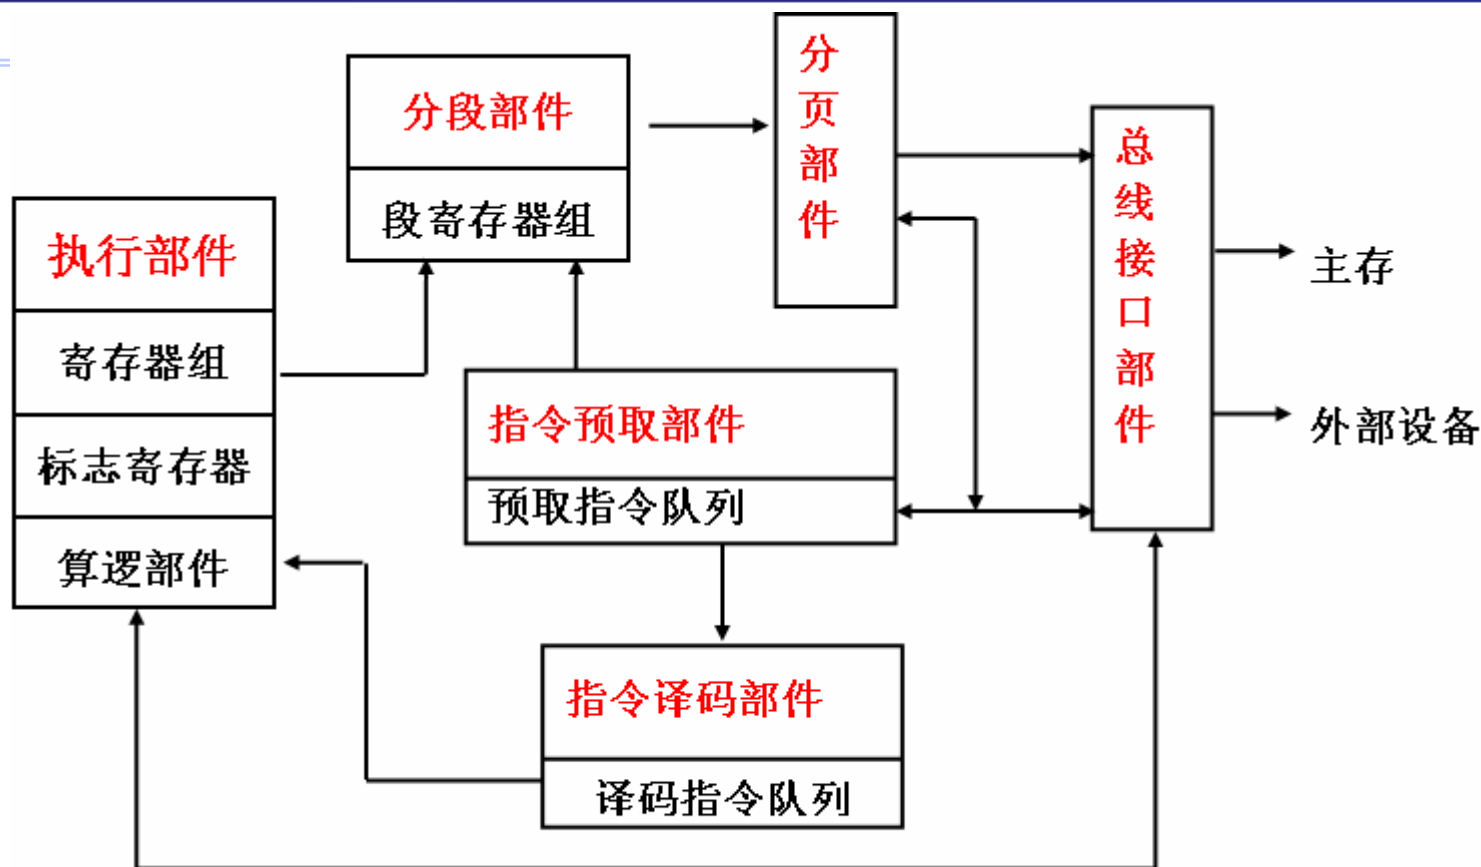 分段部件
段寄存器组
分页部件
总线接口部件
执行部件
寄存器组
标志寄存器
算逻部件
主存
外部设备
指令预取部件
预取指令队列
指令译码部件
译码指令队列